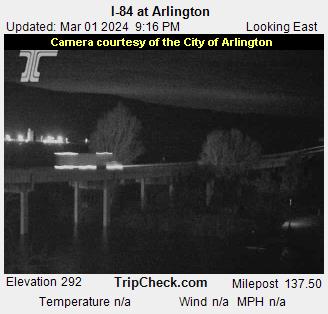 I-84 at Arlington
Updated: Mar 01 2024 9:16 PM Looking East
Camera courtesy of the City of Arlington
Elevation 292 TripCheck.com Milepost 137.50
Temperature n/a Wind n/a MPH n/a